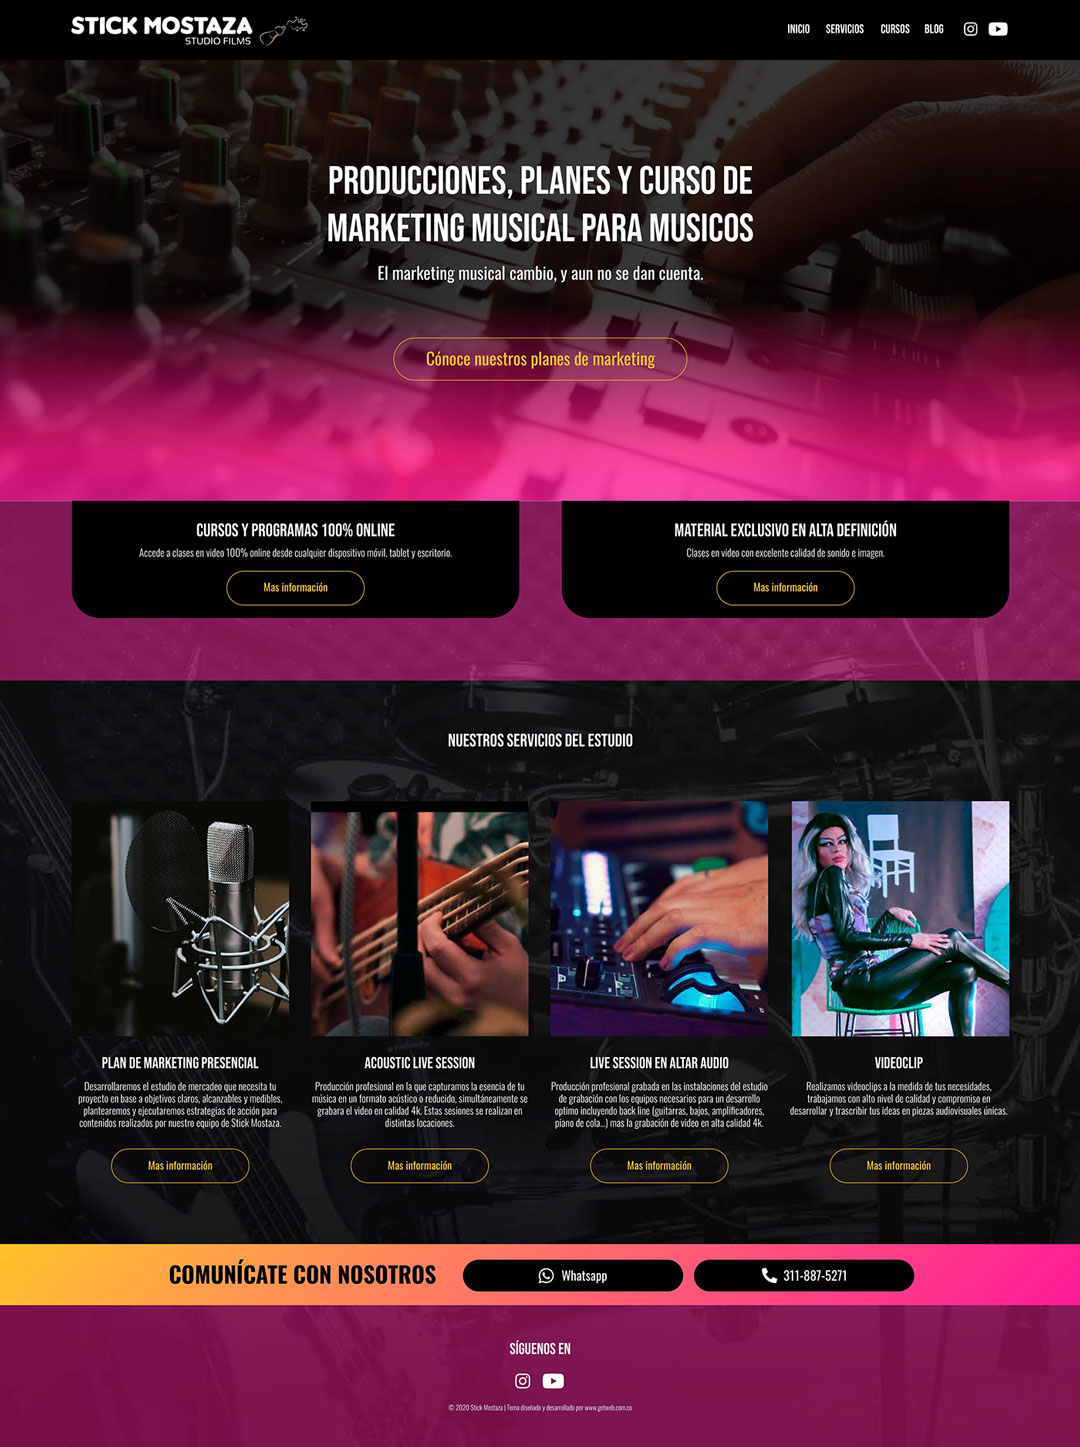 STICK MOSTAZA
STUDIO FILMS
INICIO SERVICIOS CURSOS BLOG
PRODUCCIONES, PLANES Y CURSO DE
MARKETING MUSICAL PARA MUSICOS
El marketing musical cambio, y aun no se dan cuenta.
Cónoce nuestros planes de marketing
CURSOS Y PROGRAMAS 100% ONLINE
Accede a clases en video 100% online desde cualquier dispositivo móvil, tablet y escritorio.
Mas información
MATERIAL EXCLUSIVO EN ALTA DEFINICIÓN
Clases en video con excelente calidad de sonido e imagen.
Mas información
NUESTROS SERVICIOS DEL ESTUDIO
PLAN DE MARKETING PRESENCIAL
Desarrollaremos el estudio de mercadeo que necesita tu
proyecto en base a objetivos claros, alcanzables y medibles,
plantearemos y ejecutaremos estrategias de acción para
contenidos realizados por nuestro equipo de Stick Mostaza.
Mas información
ACOUSTIC LIVE SESSION
Producción profesional en la que capturamos la esencia de tu
música en un formato acústico o reducido, simultáneamente se
grabara el video en calidad 4k. Estas sesiones se realizan en
distintas locaciones.
Mas información
LIVE SESSION EN ALTAR AUDIO
Producción profesional grabada en las instalaciones del estudio
de grabación con los equipos necesarios para un desarrollo
optimo incluyendo back line (guitarras, bajos, amplificadores,
piano de cola...) mas la grabación de video en alta calidad 4k.
Mas información
VIDEOCLIP
Realizamos videoclips a la medida de tus necesidades,
trabajamos con alto nivel de calidad y compromiso en
desarrollar y trascribir tus ideas en piezas audiovisuales únicas.
Mas información
COMUNÍCATE CON NOSOTROS
Whatsapp
311-887-5271
SÍGUENOS EN
© 2020 Stick Mostaza | Tema diseñado y desarrollado por www.getweb.com.co